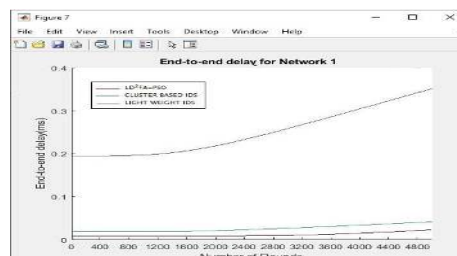 Figure 7
File Edit View Insert Tools Desktop Window Help
End-to-end delay for Network 1
CLUSTER BASED IDS
LIGHT WEIGHT IDS
End-to-end delay(ms)
0.4
0.3
0.2
0.1
0
0 400 800 1200 1600 2000 2400 2800 3200 3600 4000 4400 4800
Number of Rounds